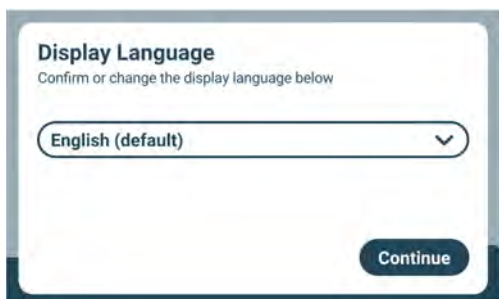 Display Language
Confirm or change the display language below
English (default)
Continue